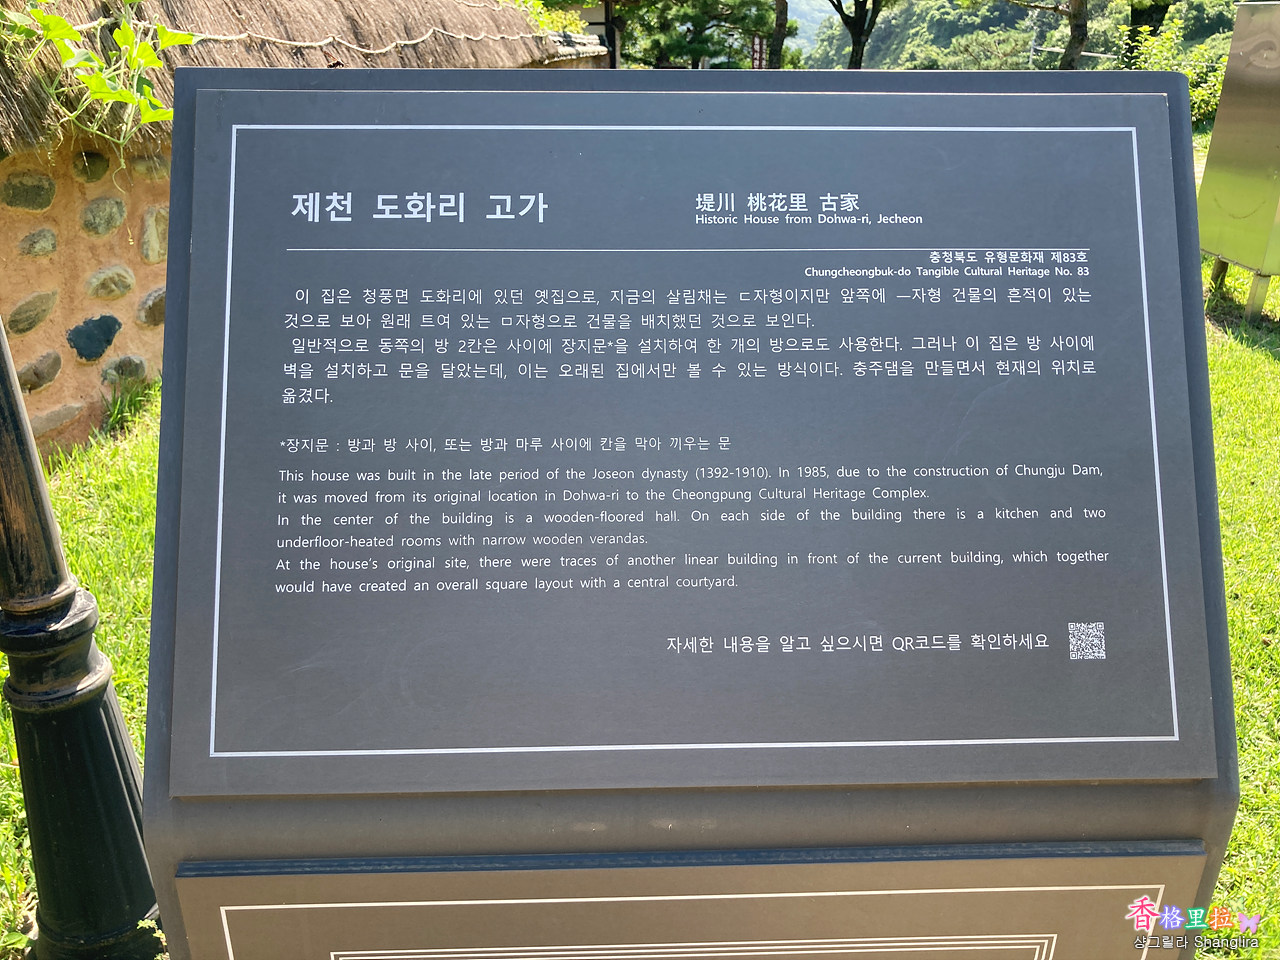 제천 도화리 고가
堤川 桃花里 古家
Historic House from Dohwa-ri, Jecheon
충청북도 유형문화재 제83호
Chungcheongbuk-do Tangible Cultural Heritage No. 83
이 집은 청풍면 도화리에 있던 옛집으로, 지금의 살림채는 ㄷ자형이지만 앞쪽에 ㅡ자형 건물의 흔적이 있는
것으로 보아 원래 트여 있는 ㅁ자형으로 건물을 배치했던 것으로 보인다.
일반적으로 동쪽의 방 2칸은 사이에 장지문*을 설치하여 한 개의 방으로도 사용한다. 그러나 이 집은 방 사이에
벽을 설치하고 문을 달았는데, 이는 오래된 집에서만 볼 수 있는 방식이다. 충주댐을 만들면서 현재의 위치로
옮겼다.
*장지문 : 방과 방 사이, 또는 방과 마루 사이에 칸을 막아 끼우는 문
This house was built in the late period of the Joseon dynasty (1392-1910). In 1985, due to the construction of Chungju Dam,
it was moved from its original location in Dohwa-ri to the Cheongpung Cultural Heritage Complex.
In the center of the building is a wooden-floored hall. On each side of the building there is a kitchen and two
underfloor-heated rooms with narrow wooden verandas.
At the house's original site, there were traces of another linear building in front of the current building, which together
would have created an overall square layout with a central courtyard.
자세한 내용을 알고 싶으시면 QR코드를 확인하세요
香格里拉
샹그릴라 Shangrira